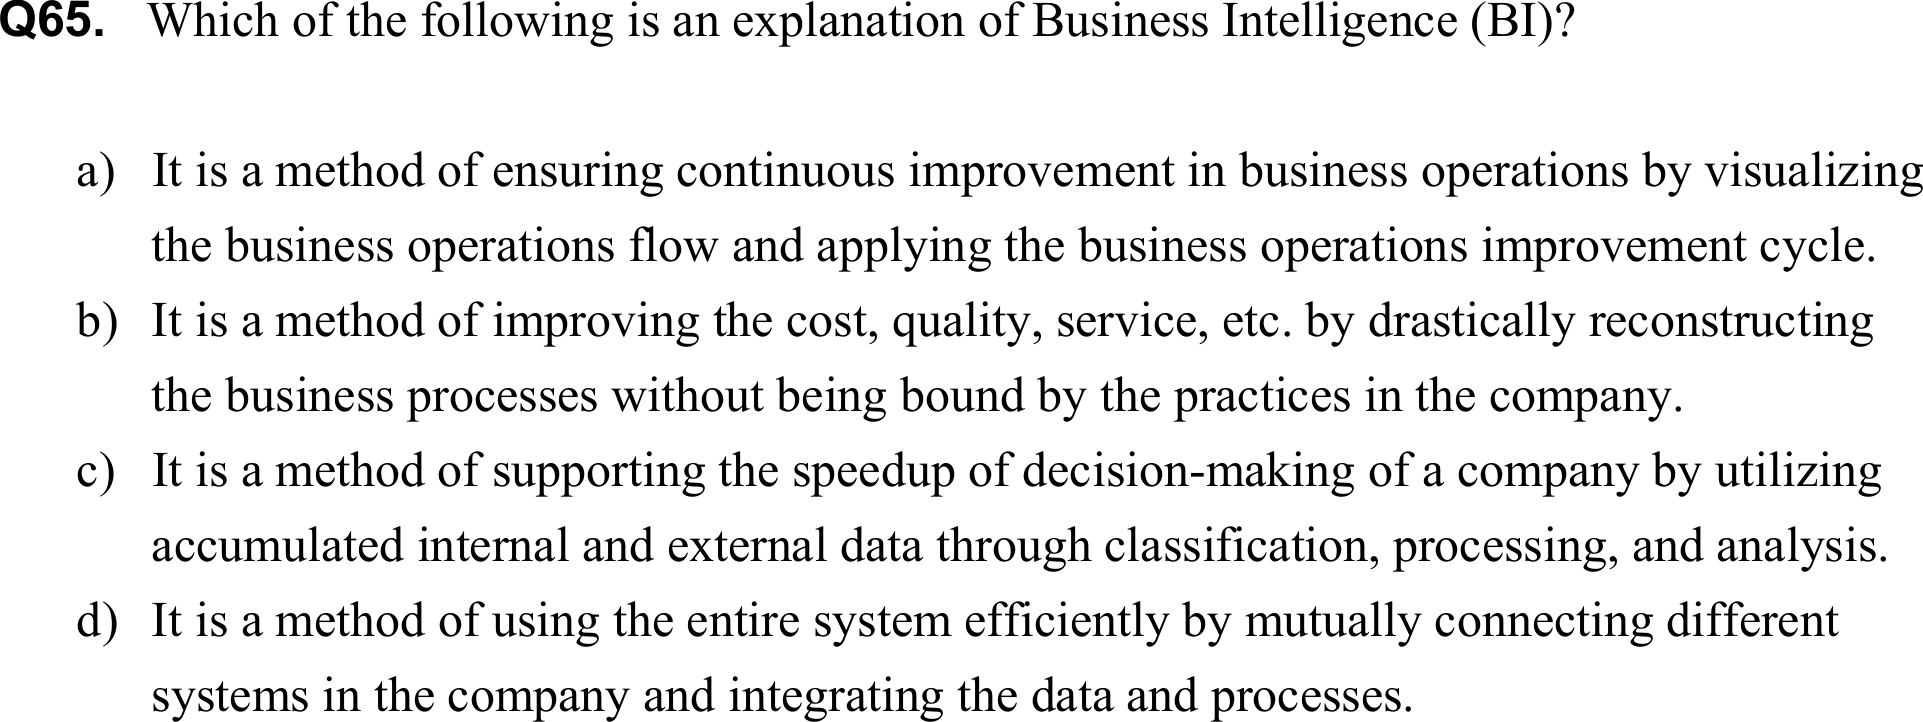 Q65. Which of the following is an explanation of Business Intelligence (BI)?
a) It is a method of ensuring continuous improvement in business operations by visualizing
the business operations flow and applying the business operations improvement cycle.
b) It is a method of improving the cost, quality, service, etc. by drastically reconstructing
the business processes without being bound by the practices in the company.
c) It is a method of supporting the speedup of decision-making of a company by utilizing
accumulated internal and external data through classification, processing, and analysis.
d) It is a method of using the entire system efficiently by mutually connecting different
systems in the company and integrating the data and processes.